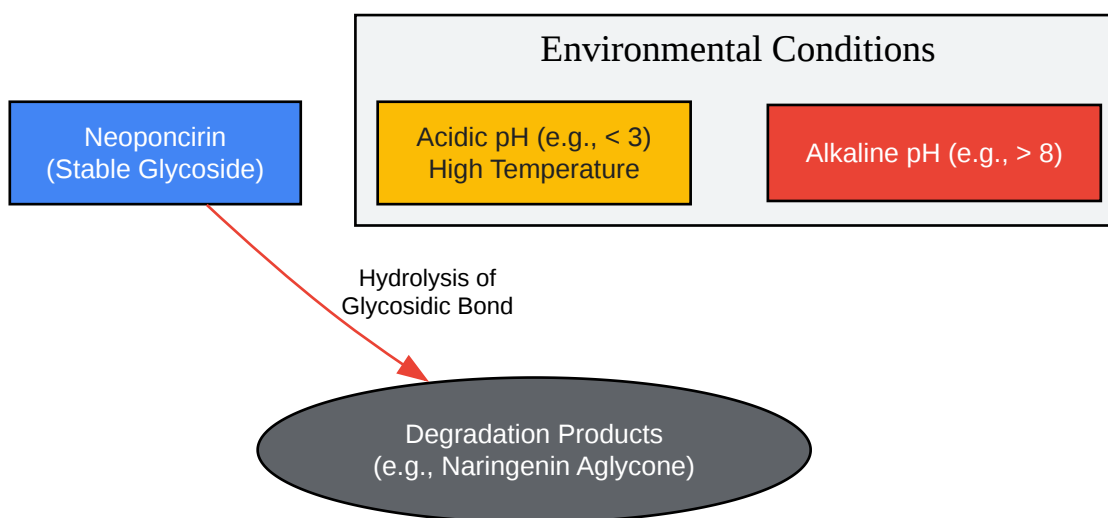 Environmental Conditions
Neoponcirin
(Stable Glycoside)
Acidic pH (e.g., < 3)
High Temperature
Alkaline pH (e.g., > 8)
Hydrolysis of
Glycosidic Bond
Degradation Products
(e.g., Naringenin Aglycone)